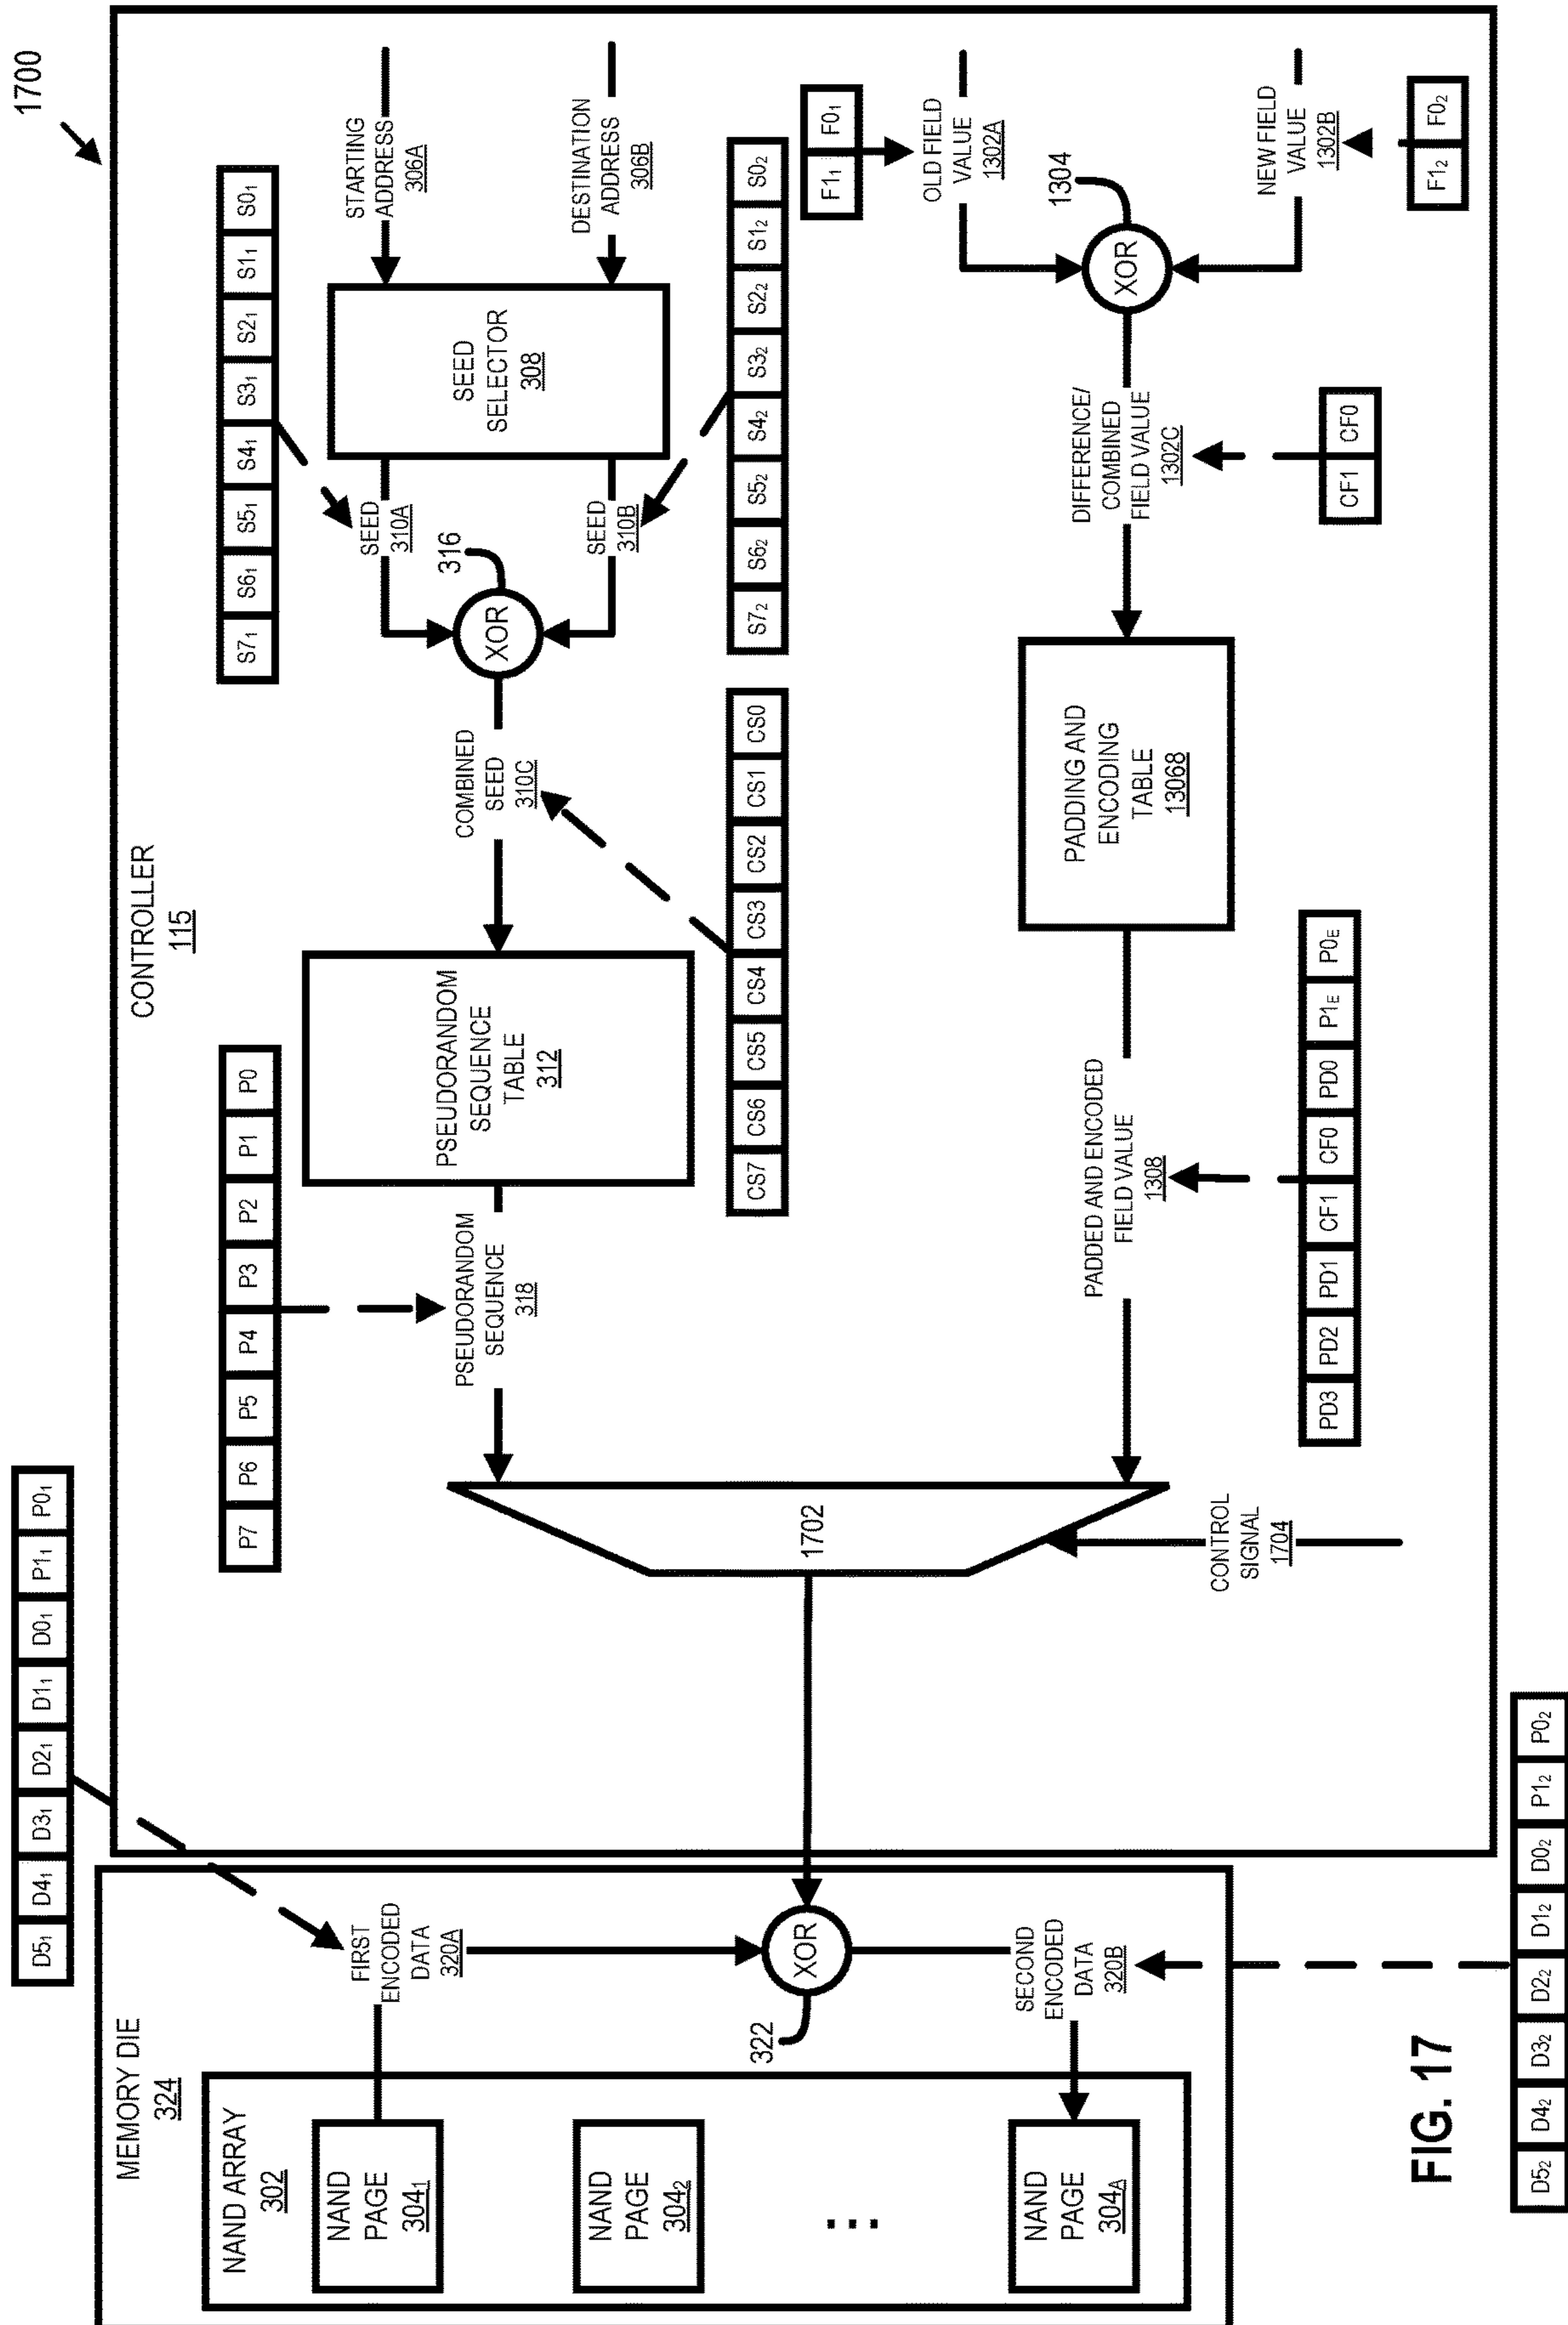 1700
CONTROLLER
115
MEMORY DIE
324
NAND ARRAY
302
NAND
PAGE
304₁
NAND
PAGE
304₂
...
NAND
PAGE
304A
D5₁ D4₁ D3₁ D2₁ D1₁ D0₁ P1₁ P0₁
FIRST
ENCODED
DATA
320A
XOR
322
SECOND
ENCODED
DATA
320B
D5₂ D4₂ D3₂ D2₂ D1₂ D0₂ P1₂ P0₂
1702
CONTROL
SIGNAL
1704
P7 P6 P5 P4 P3 P2 P1 P0
PSEUDORANDOM
SEQUENCE
318
PSEUDORANDOM
SEQUENCE
TABLE
312
COMBINED
SEED
310C
CS7 CS6 CS5 CS4 CS3 CS2 CS1 CS0
XOR
316
S7₁ S6₁ S5₁ S4₁ S3₁ S2₁ S1₁ S0₁
SEED
310A
SEED
310B
S7₂ S6₂ S5₂ S4₂ S3₂ S2₂ S1₂ S0₂
SEED
SELECTOR
308
STARTING
ADDRESS
306A
DESTINATION
ADDRESS
306B
PADDED AND ENCODED
FIELD VALUE
1308
PD3 PD2 PD1 CF1 CF0 PD0 P1E P0E
PADDING AND
ENCODING
TABLE
13068
DIFFERENCE/
COMBINED
FIELD VALUE
1302C
CF1 CF0
XOR
1304
F1₁ F0₁
OLD FIELD
VALUE
1302A
NEW FIELD
VALUE
1302B
F1₂ F0₂
FIG. 17